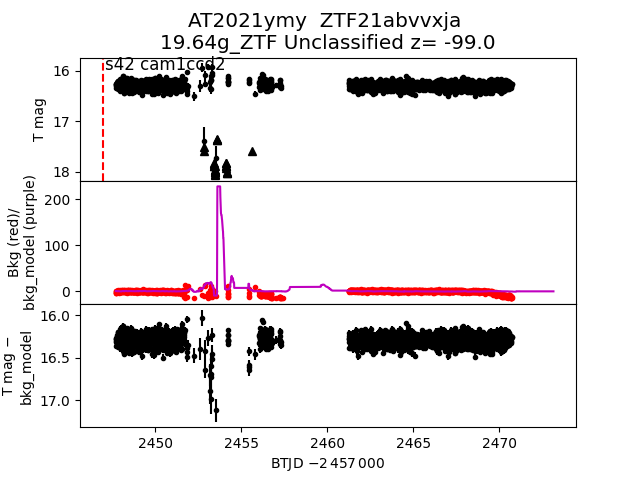 AT2021ymy  ZTF21abvvxja
19.64g_ZTF Unclassified z= -99.0
s42 cam1ccd2
T mag
16
17
18
Bkg (red)/
bkg_model (purple)
200
100
0
T mag −
bkg_model
16.0
16.5
17.0
2450
2455
2460
2465
2470
BTJD −2 457 000